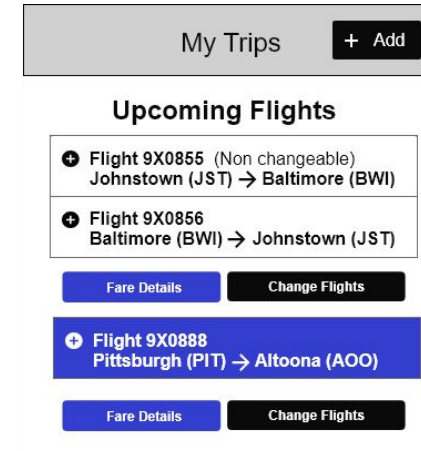 My Trips
+ Add
Upcoming Flights
Flight 9X0855 (Non changeable)
Johnstown (JST) → Baltimore (BWI)
Flight 9X0856
Baltimore (BWI) → Johnstown (JST)
Fare Details
Change Flights
Flight 9X0888
Pittsburgh (PIT) → Altoona (AOO)
Fare Details
Change Flights